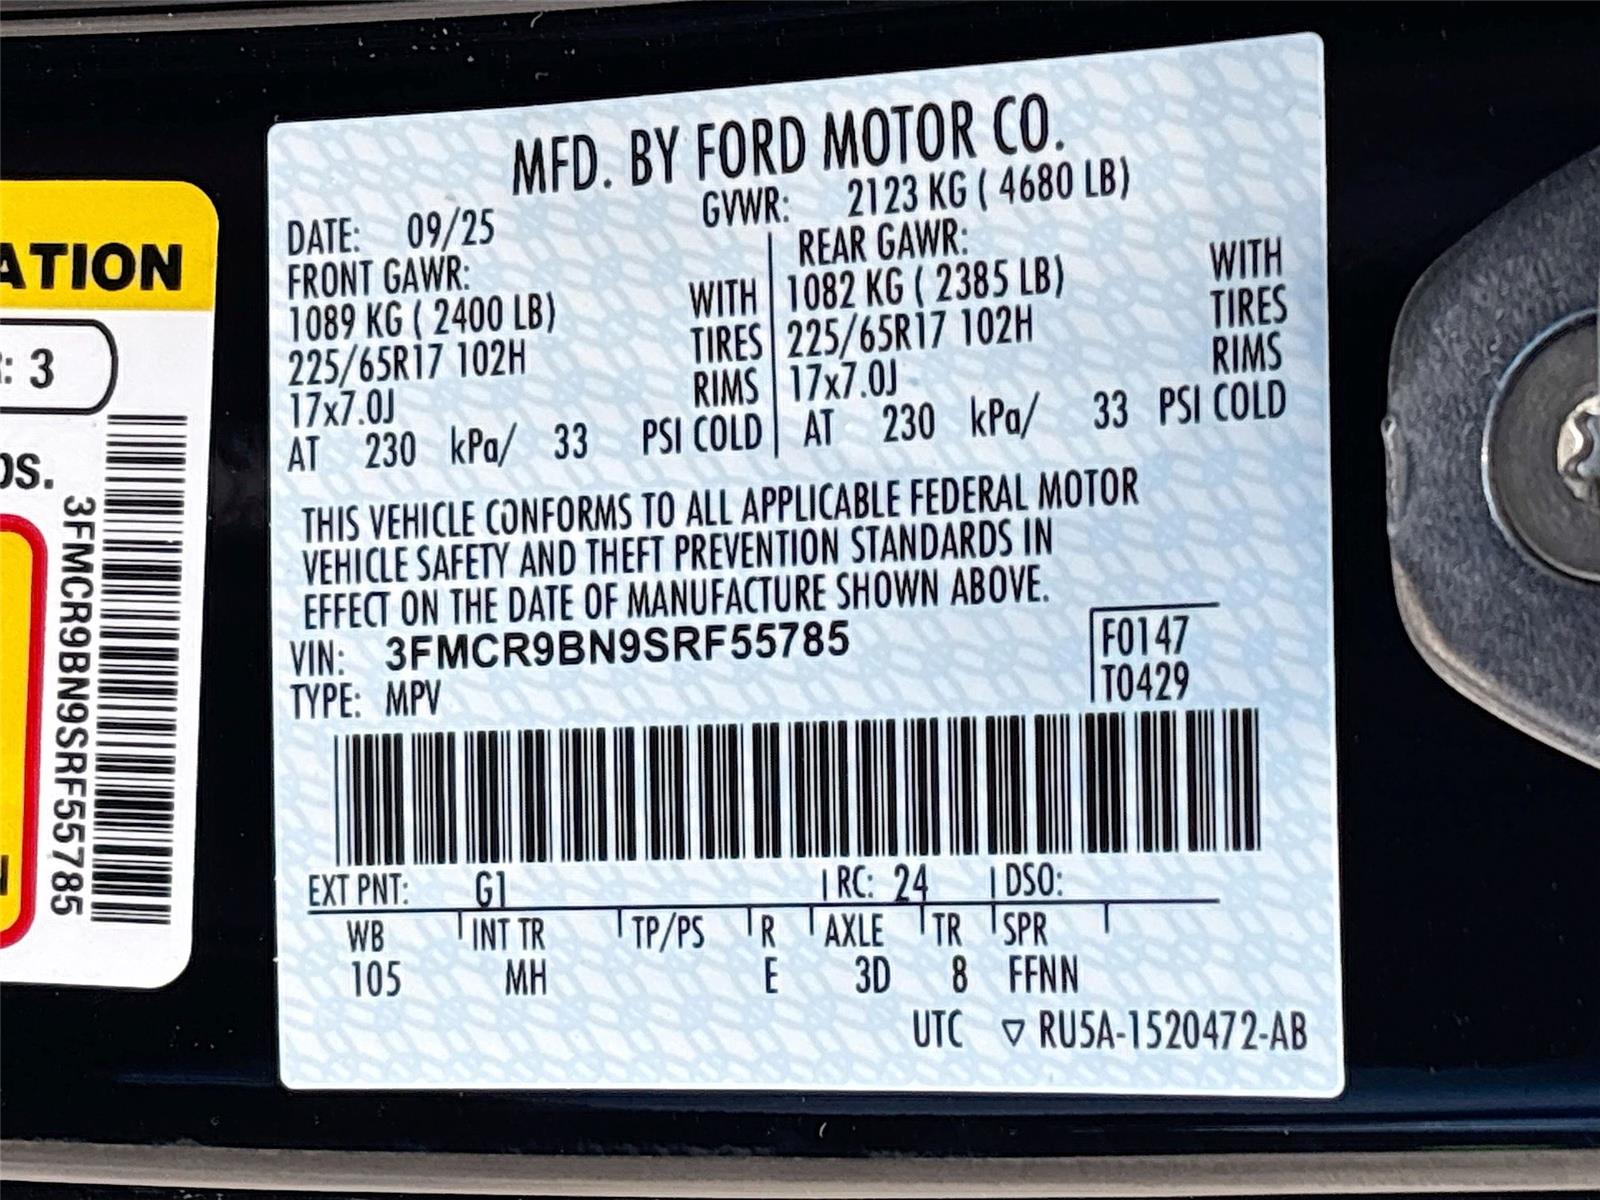 ATION
: 3
os.
3FMCR9BN9SRF55785
MFD. BY FORD MOTOR CO.
DATE: 09/25 GVWR: 2123 KG ( 4680 LB)
FRONT GAWR: REAR GAWR:
1089 KG ( 2400 LB) WITH 1082 KG ( 2385 LB) WITH
225/65R17 102H TIRES 225/65R17 102H TIRES
17x7.0J RIMS 17x7.0J RIMS
AT 230 kPa/ 33 PSI COLD AT 230 kPa/ 33 PSI COLD
THIS VEHICLE CONFORMS TO ALL APPLICABLE FEDERAL MOTOR
VEHICLE SAFETY AND THEFT PREVENTION STANDARDS IN
EFFECT ON THE DATE OF MANUFACTURE SHOWN ABOVE.
VIN: 3FMCR9BN9SRF55785 F0147
TYPE: MPV T0429
EXT PNT: G1 RC: 24 DSO:
WB INT TR TP/PS R AXLE TR SPR
105 MH E 3D 8 FFNN
UTC ▽ RU5A-1520472-AB